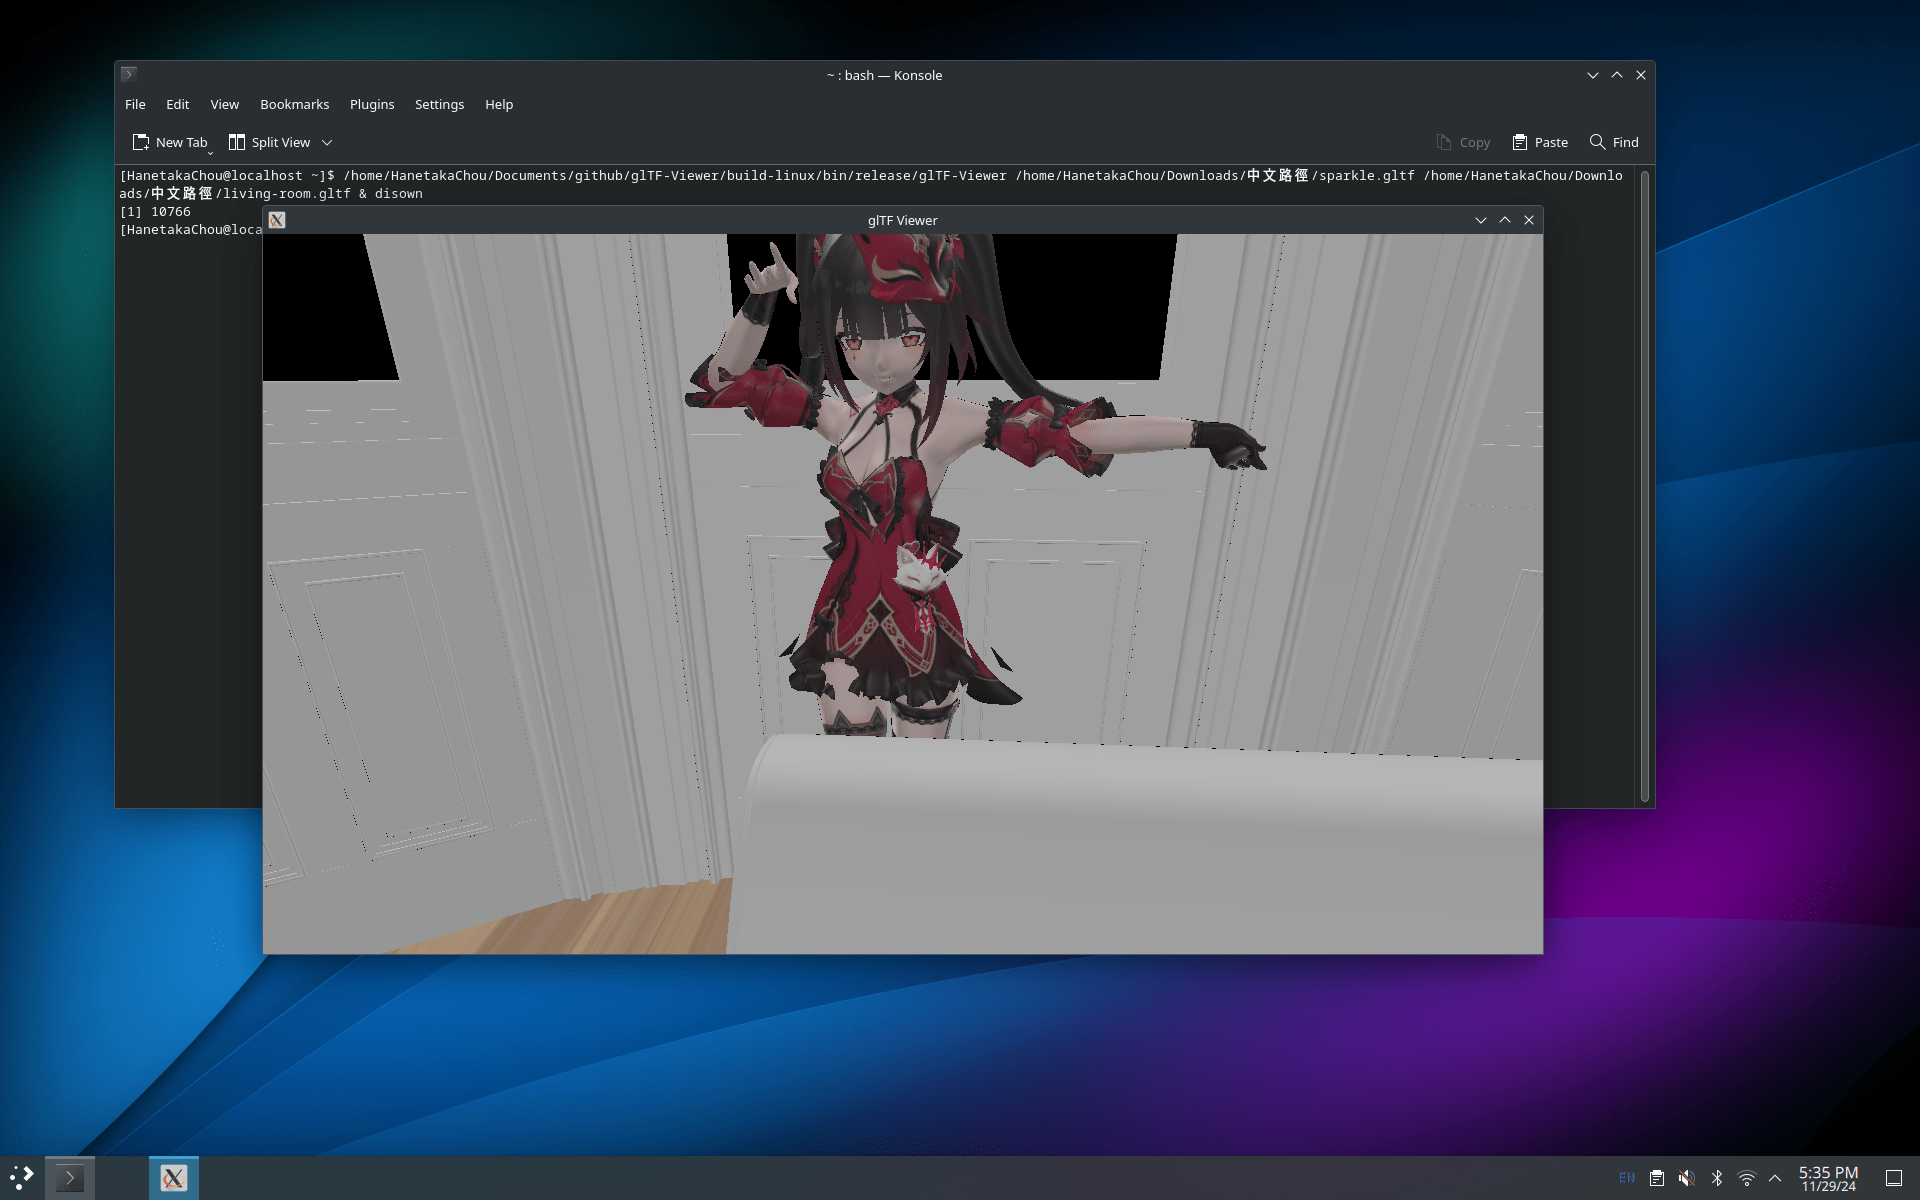 ~ : bash — Konsole
File Edit View Bookmarks Plugins Settings Help
New Tab Split View Copy Paste Find
[HanetakaChou@localhost ~]$ /home/HanetakaChou/Documents/github/glTF-Viewer/build-linux/bin/release/glTF-Viewer /home/HanetakaChou/Downloads/中文路徑/sparkle.gltf /home/HanetakaChou/Downlo
ads/中文路徑/living-room.gltf & disown
[1] 10766
[HanetakaChou@loca
glTF Viewer
EN
5:35 PM
11/29/24